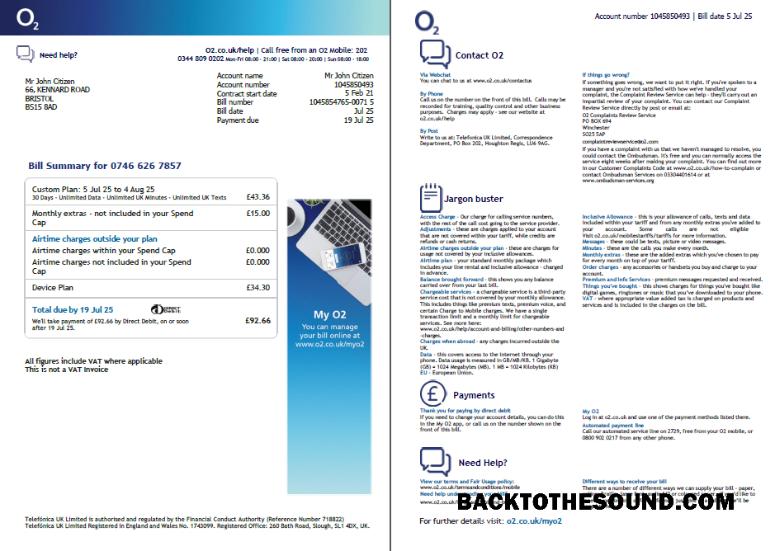 O2
Need help?
O2.co.uk/help | Call free from an O2 Mobile: 202
0344 809 0202 Mon-Fri 08:00 - 21:00 | Sat 08:00 - 20:00 | Sun 08:00 - 18:00
Mr John Citizen
66, KENNARD ROAD
BRISTOL
BS15 8AD
Account name Mr John Citizen
Account number 1045850493
Contract start date 5 Feb 21
Bill number 1045854765-0071 5
Bill date Jul 25
Payment due 19 Jul 25
Bill Summary for 0746 626 7857
Custom Plan: 5 Jul 25 to 4 Aug 25
30 Days - Unlimited Data - Unlimited UK Minutes - Unlimited UK Texts £43.36
Monthly extras - not included in your Spend £15.00
Cap
Airtime charges outside your plan
Airtime charges within your Spend Cap £0.000
Airtime charges not included in your Spend £0.000
Cap
Device Plan £34.30
Total due by 19 Jul 25
We'll take payment of £92.66 by Direct Debit, on or soon £92.66
after 19 Jul 25.
My O2
You can manage
your bill online at
www.o2.co.uk/myo2
All figures include VAT where applicable
This is not a VAT Invoice
Telefónica UK Limited is authorised and regulated by the Financial Conduct Authority (Reference Number 718822)
Telefónica UK Limited Registered in England and Wales No. 1743099. Registered Office: 260 Bath Road, Slough, SL1 4DX, UK.
O2
Account number 1045850493 | Bill date 5 Jul 25
Contact O2
Via Webchat
You can chat to us at www.o2.co.uk/contactus
By Phone
Call us on the number on the front of this bill. Calls may be
recorded for training, quality control and other business
purposes. Charges may apply - see our website at
o2.co.uk/help
By Post
Write to us at: Telefonica UK Limited, Correspondence
Department, PO Box 202, Houghton Regis, LU6 9AG.
If things go wrong?
If something goes wrong, we want to put it right. If you've spoken to a
manager and you're not satisfied with how we've handled your
complaint, the Complaint Review Service can help - they'll carry out an
impartial review of your complaint. You can contact our Complaint
Review Service directly by post or email at:
O2 Complaints Review Service
PO BOX 694
Winchester
SO23 5AP
complaintreviewservice@o2.com
If you have a complaint with us that we haven't managed to resolve, you
could contact the Ombudsman. It's free and you can normally access the
service eight weeks after making your complaint. You can find out more
in our Customer Complaints Code at www.o2.co.uk/how-to-complain or
contact Ombudsman Services on 03304401614 or at
www.ombudsman-services.org
Jargon buster
Access Charge - Our charge for calling service numbers,
with the rest of the call cost going to the service provider.
Adjustments - these are charges applied to your account
that are not covered within your tariff, while credits are
refunds or cash returns.
Airtime charges outside your plan - these are charges for
usage not covered by your inclusive allowances.
Airtime plan - your standard monthly package which
includes your line rental and inclusive allowance - charged
in advance.
Balance brought forward - this shows you any balance
carried over from your last bill.
Chargeable services - a chargeable service is a third-party
service cost that is not covered by your monthly allowance.
This includes things like premium texts, premium voice, and
certain Charge to Mobile charges. We have a single
transaction limit and a monthly limit for chargeable
services. See more here:
www.o2.co.uk/help/account-and-billing/other-numbers-and
-charges.
Charges when abroad - any charges incurred outside the
UK.
Data - this covers access to the Internet through your
phone. Data usage is measured in GB/MB/KB. 1 Gigabyte
(GB) = 1024 Megabytes (MB). 1 MB = 1024 Kilobytes (KB)
EU - European Union.
Inclusive Allowance - this is your allowance of calls, texts and data
included within your tariff and from any monthly extras you've added to
your account. Some calls are not eligible
Visit o2.co.uk/mobilestariffs/tariffs for more information.
Messages - these could be texts, picture or video messages.
Minutes - these are the calls you make every month.
Monthly extras - these are the added extras which you've chosen to pay
for every month on top of your tariff.
Order charges - any accessories or handsets you buy and charge to your
account.
Premium and Info Services - premium messages requested and received.
Things you've bought - this shows charges for things you've bought like
digital games, ringtones or music that you've downloaded to your phone.
VAT - where appropriate value added tax is charged on products and
services and is included in the charges on the bill.
Payments
Thank you for paying by direct debit
If you need to change your account details, you can do this
in the My O2 app, or call us on the number shown on the
front of this bill.
My O2
Log in at o2.co.uk and use one of the payment methods listed there.
Automated payment line
Call our automated service line on 2729, free from your O2 mobile, or
0800 902 0217 from any other phone.
Need Help?
View our terms and Fair Usage policy:
www.o2.co.uk/termsandconditions/mobile
Different ways to receive your bill
There are a number of different ways we can supply your bill - paper,
BACKTOTHESOUND.COM
For further details visit: o2.co.uk/myo2